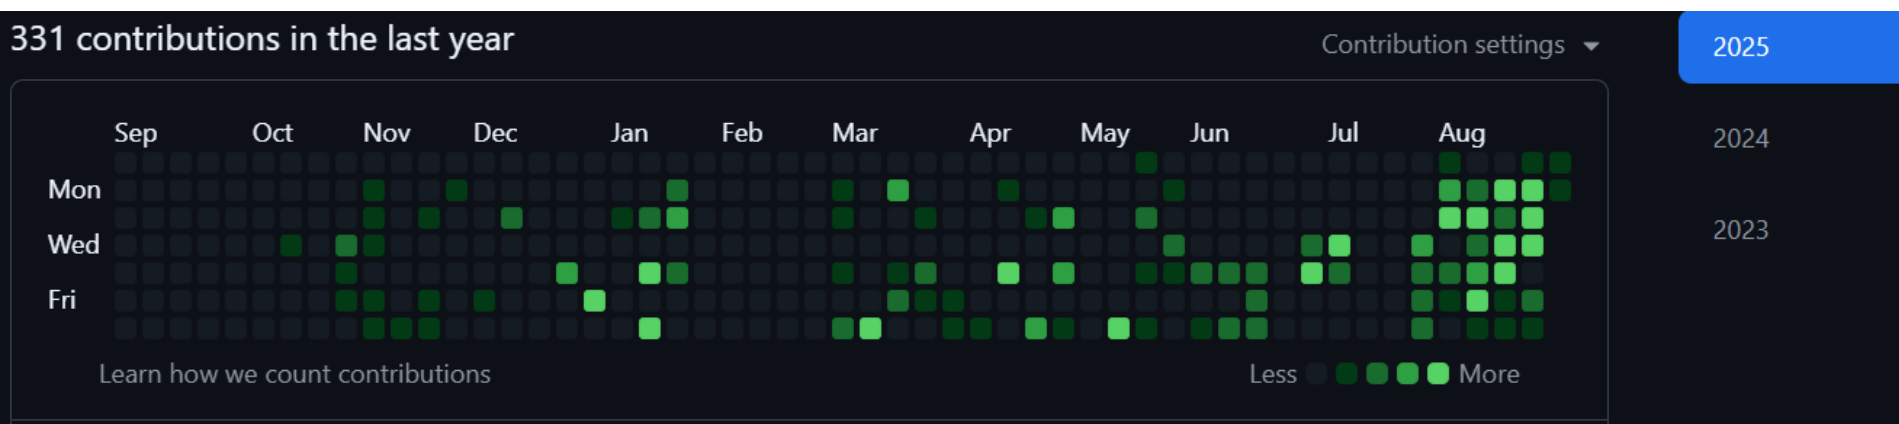 331 contributions in the last year
Contribution settings
2025
2024
2023
Sep Oct Nov Dec Jan Feb Mar Apr May Jun Jul Aug
Mon
Wed
Fri
Learn how we count contributions
Less More